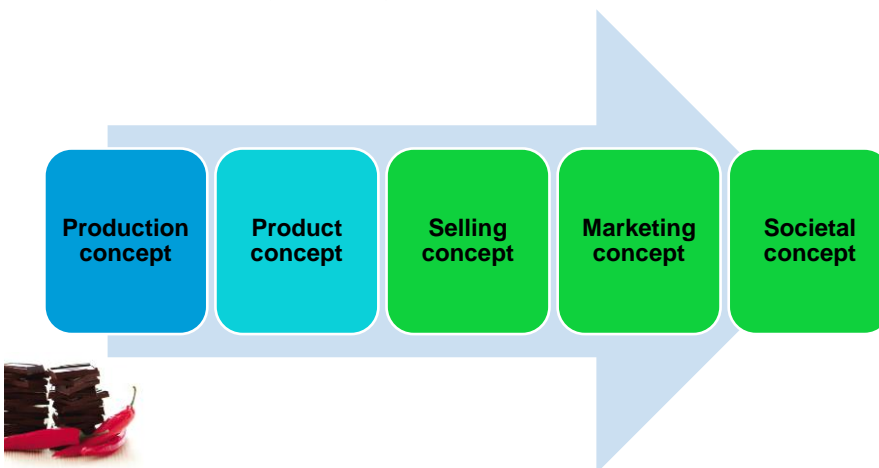 Production
concept
Product
concept
Selling
concept
Marketing
concept
Societal
concept